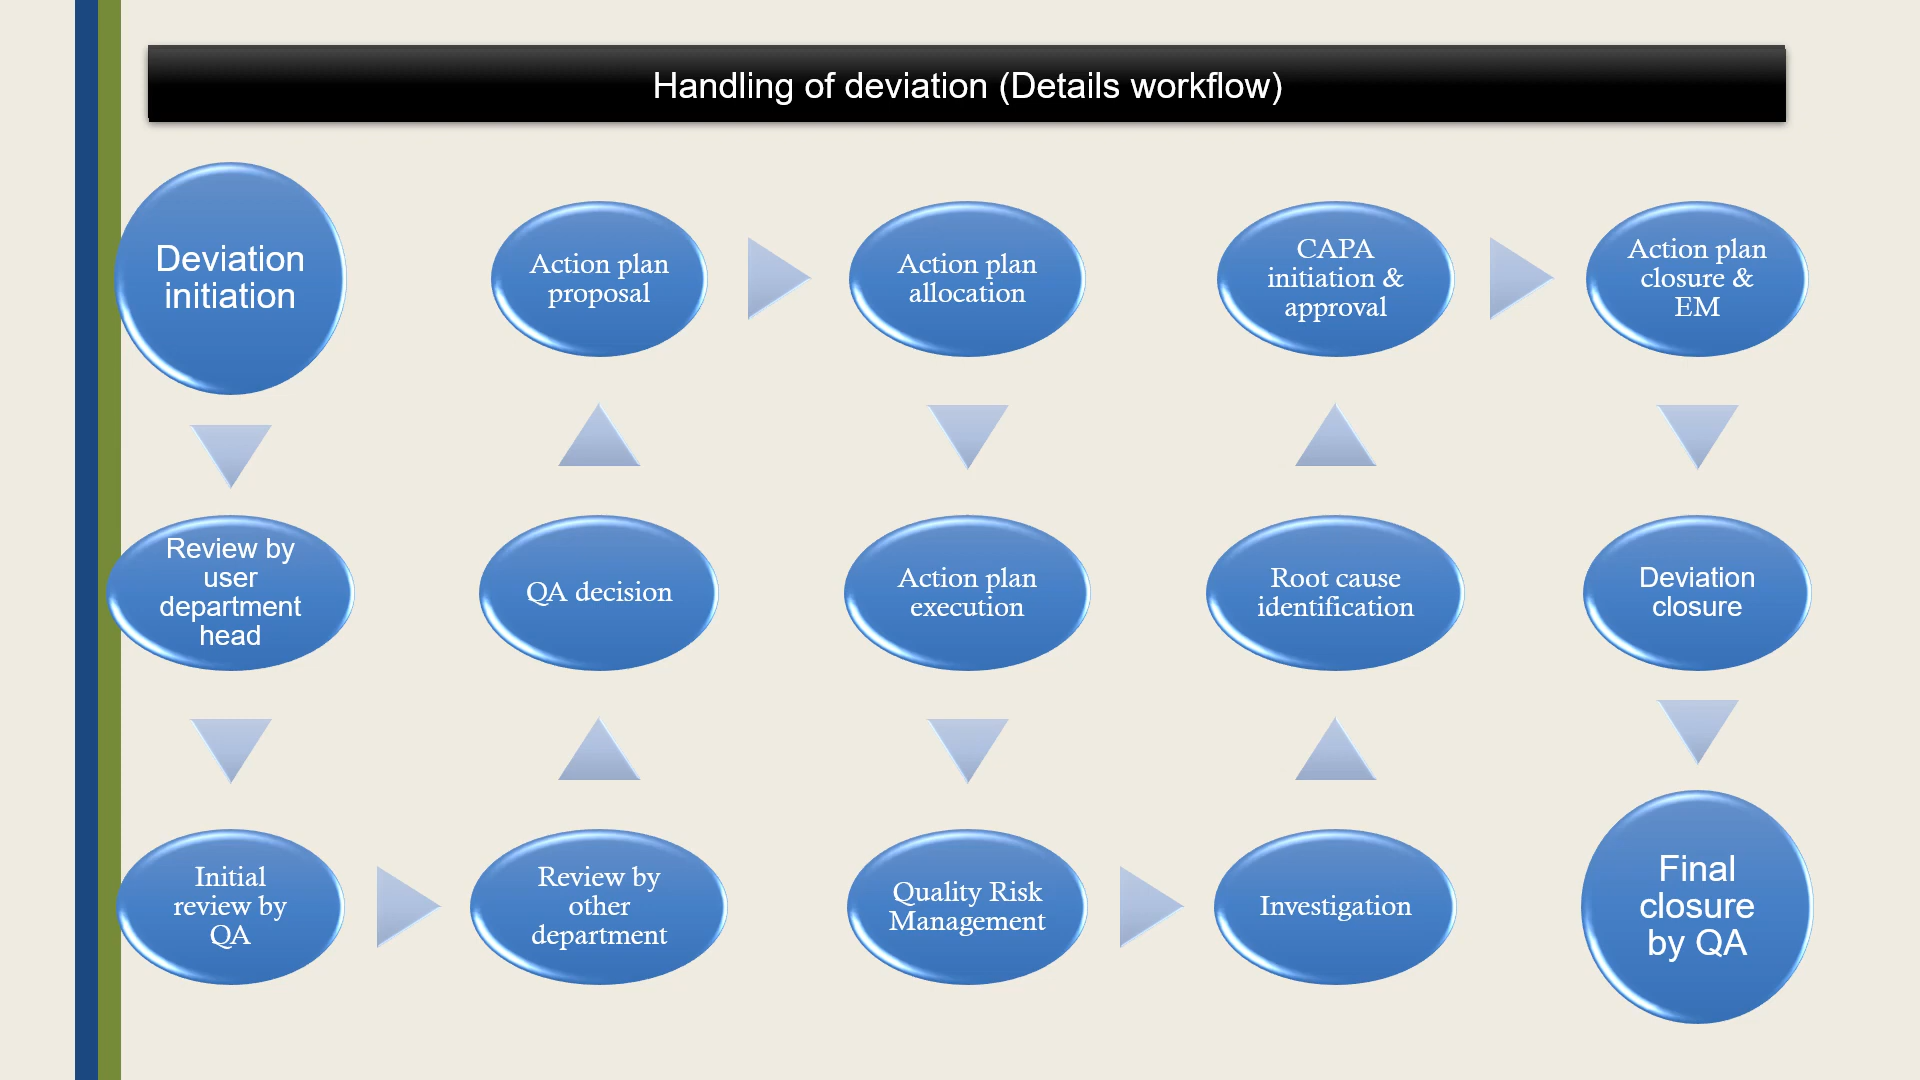 Handling of deviation (Details workflow)
Deviation
initiation
Review by
user
department
head
Initial
review by
QA
Review by
other
department
QA decision
Action plan
proposal
Action plan
allocation
Action plan
execution
Quality Risk
Management
Investigation
Root cause
identification
CAPA
initiation &
approval
Action plan
closure &
EM
Deviation
closure
Final
closure
by QA